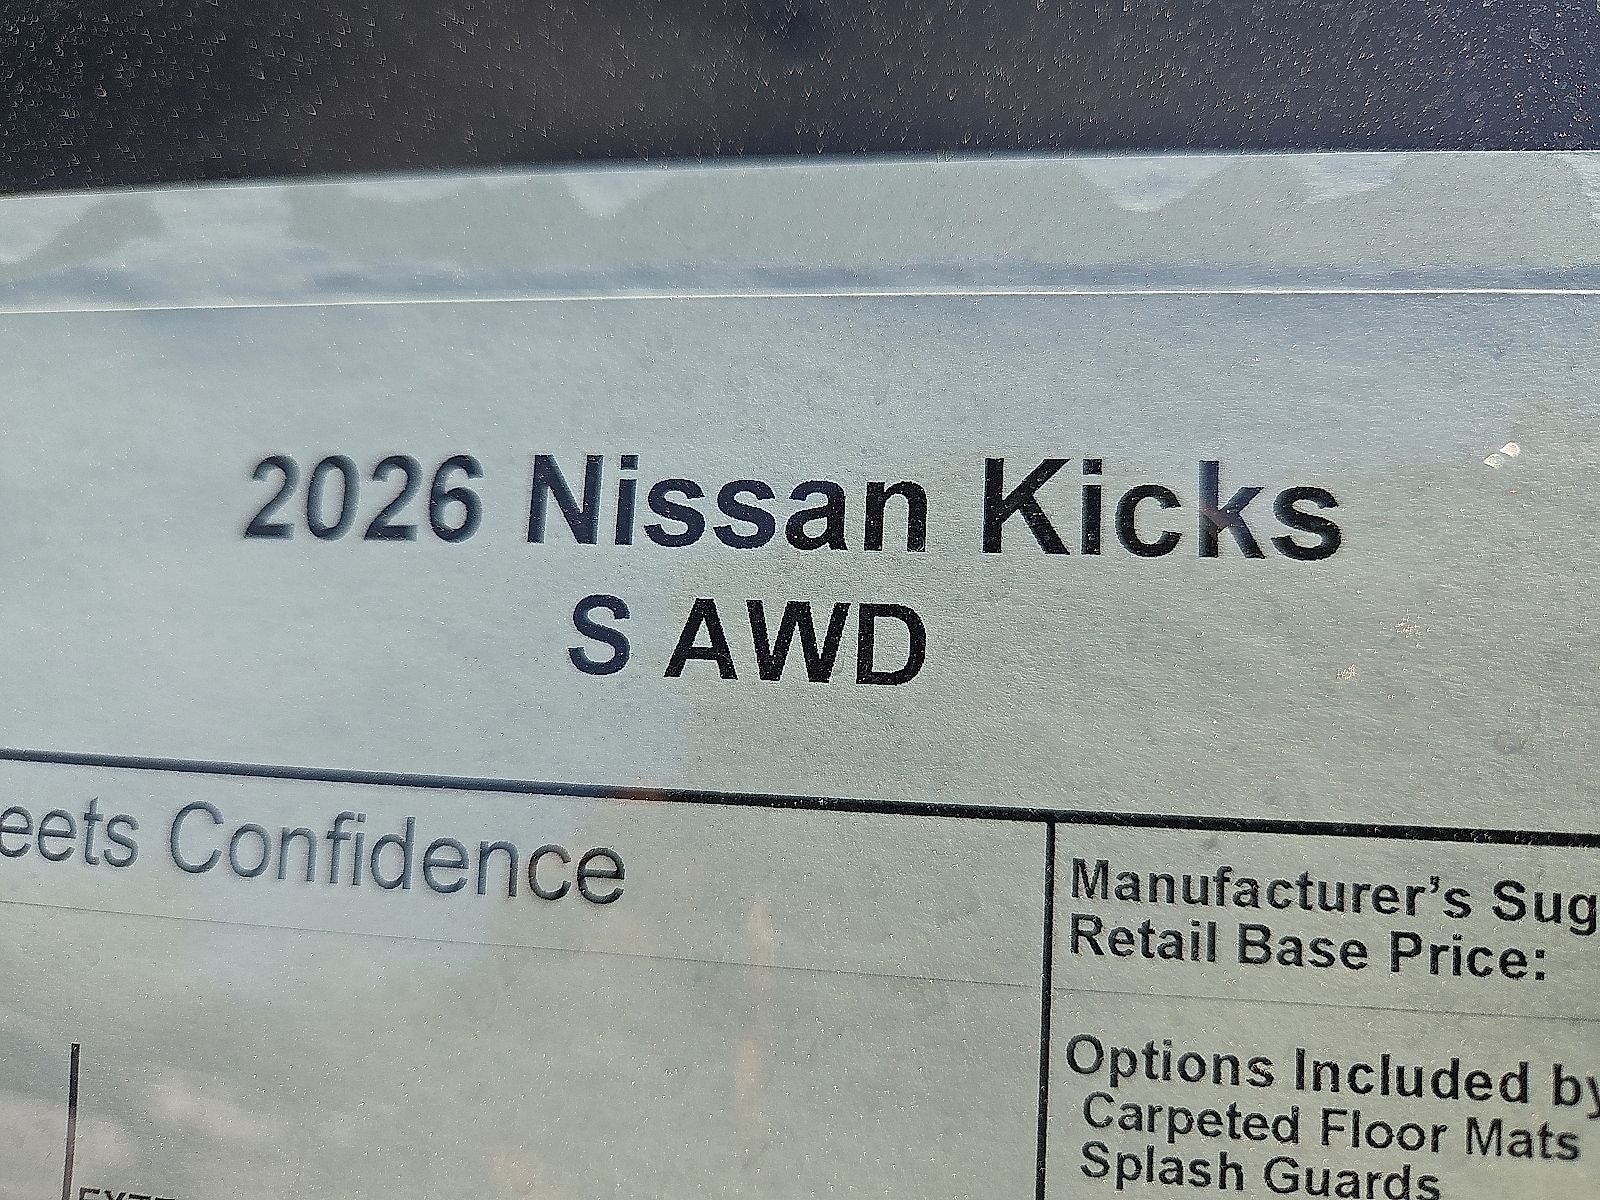 2026 Nissan Kicks
S AWD
eets Confidence
Manufacturer's Sug
Retail Base Price:
Options Included by
Carpeted Floor Mats
Splash Guards